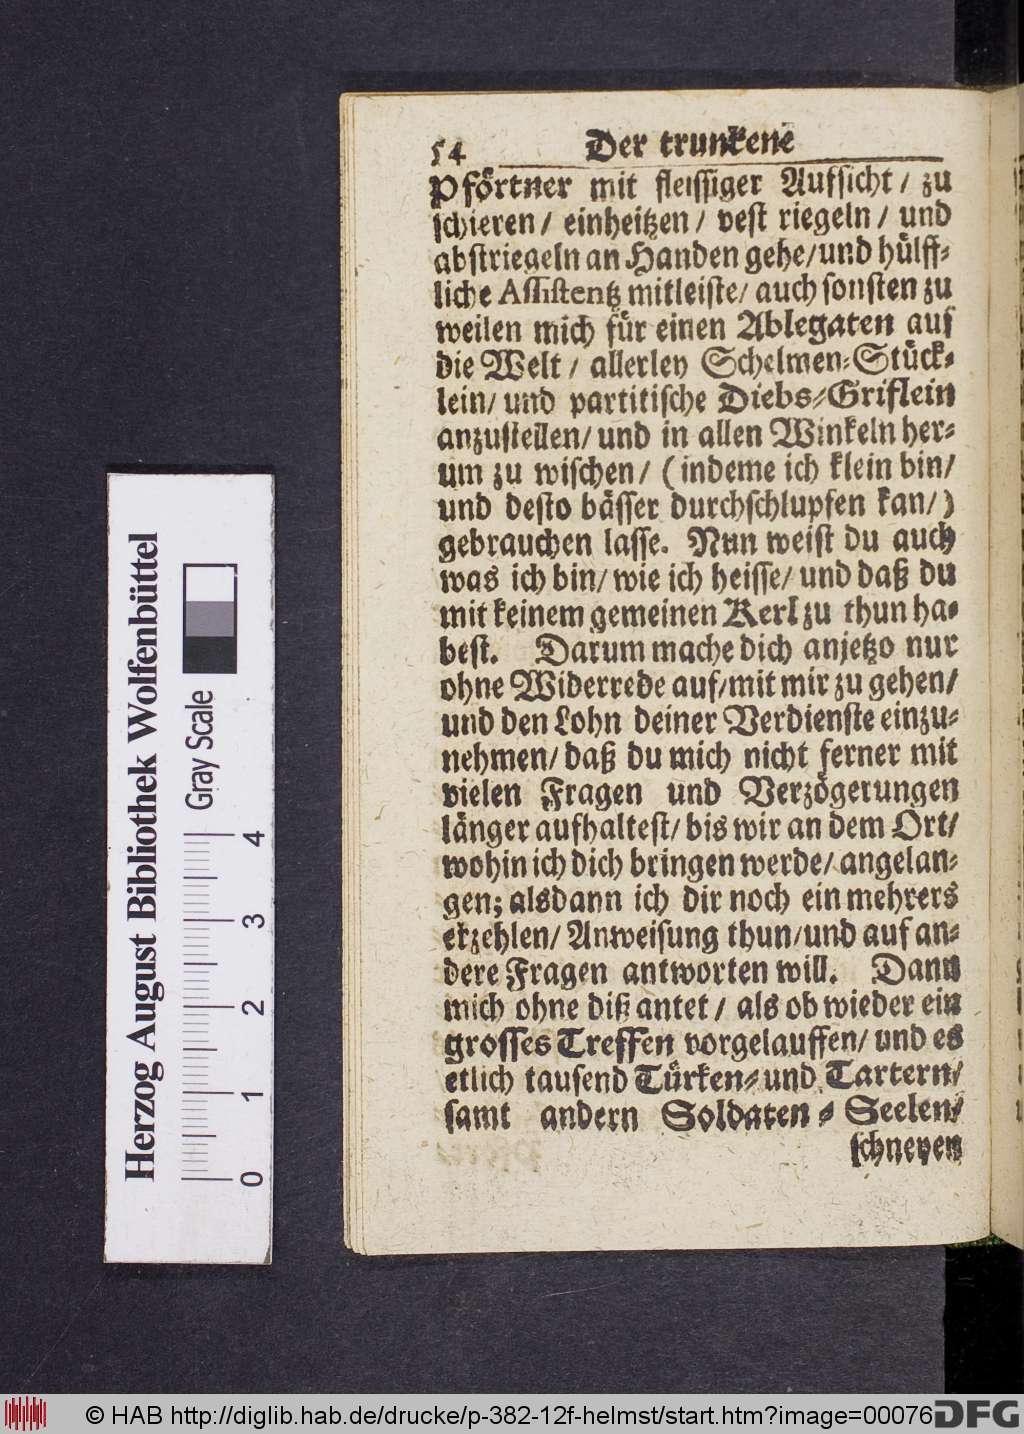 54 Der trunkene
Pförtner mit fleissiger Aufsicht / zu
schieren / einheitzen / vest riegeln / und
abstriegeln an Handen gehe / und hülff-
liche Assistentz mitleiste / auch sonsten zu
weilen mich für einen Ablegaten auf
die Welt / allerley Schelmen-Stück-
lein / und partitische Diebs-Griflein
anzustellen / und in allen Winkeln her-
um zu wischen / (indeme ich klein bin /
und desto bässer durchschlupfen kan /)
gebrauchen lasse. Nun weist du auch
was ich bin / wie ich heisse / und daß du
mit keinem gemeinen Kerl zu thun ha-
best. Darum mache dich anjetzo nur
ohne Widerrede auf / mit mir zu gehen /
und den Lohn deiner Verdienste einzu-
nehmen / daß du mich nicht ferner mit
vielen Fragen und Verzögerungen
länger aufhaltest / bis wir an dem Ort /
wohin ich dich bringen werde / angelan-
gen; alsdann ich dir noch ein mehrers
erzehlen / Anweisung thun / und auf an-
dere Fragen antworten will. Dann
mich ohne diß antet / als ob wieder ein
grosses Treffen vorgelauffen / und es
etlich tausend Türken- und Tartern /
samt andern Soldaten-Seelen /
schneyen
Herzog August Bibliothek Wolfenbüttel
Gray Scale
0 1 2 3 4
© HAB http://diglib.hab.de/drucke/p-382-12f-helmst/start.htm?image=00076
DFG